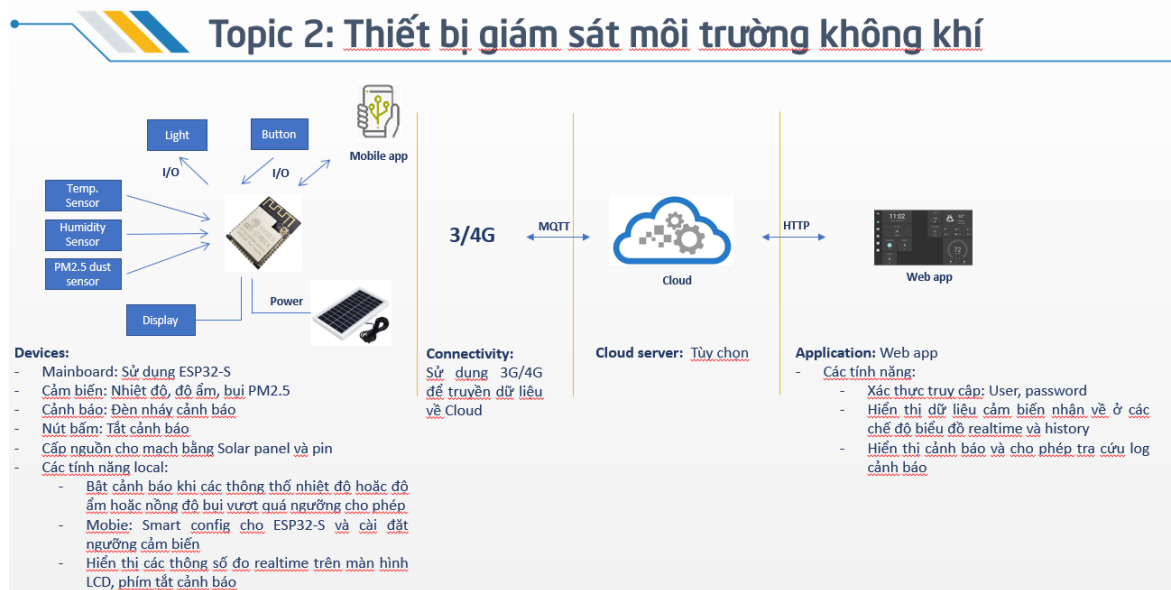 Topic 2: Thiết bị giám sát môi trường không khí
Light
Button
Mobile app
I/O
I/O
Temp.
Sensor
Humidity
Sensor
PM2.5 dust
sensor
Display
Power
3/4G
MQTT
Cloud
HTTP
11:02
72
Web app
Devices:
- Mainboard: Sử dụng ESP32-S
- Cảm biến: Nhiệt độ, độ ẩm, bụi PM2.5
- Cảnh báo: Đèn nháy cảnh báo
- Nút bấm: Tắt cảnh báo
- Cấp nguồn cho mạch bằng Solar panel và pin
- Các tính năng local:
- Bật cảnh báo khi các thông thố nhiệt độ hoặc độ
ẩm hoặc nồng độ bụi vượt quá ngưỡng cho phép
- Mobie: Smart config cho ESP32-S và cài đặt
ngưỡng cảm biến
- Hiển thị các thông số đo realtime trên màn hình
LCD, phím tắt cảnh báo
Connectivity:
Sử dụng 3G/4G
để truyền dữ liệu
về Cloud
Cloud server: Tùy chọn
Application: Web app
- Các tính năng:
- Xác thực truy cập: User, password
- Hiển thị dữ liệu cảm biến nhận về ở các
chế độ biểu đồ realtime và history
- Hiển thị cảnh báo và cho phép tra cứu log
cảnh báo